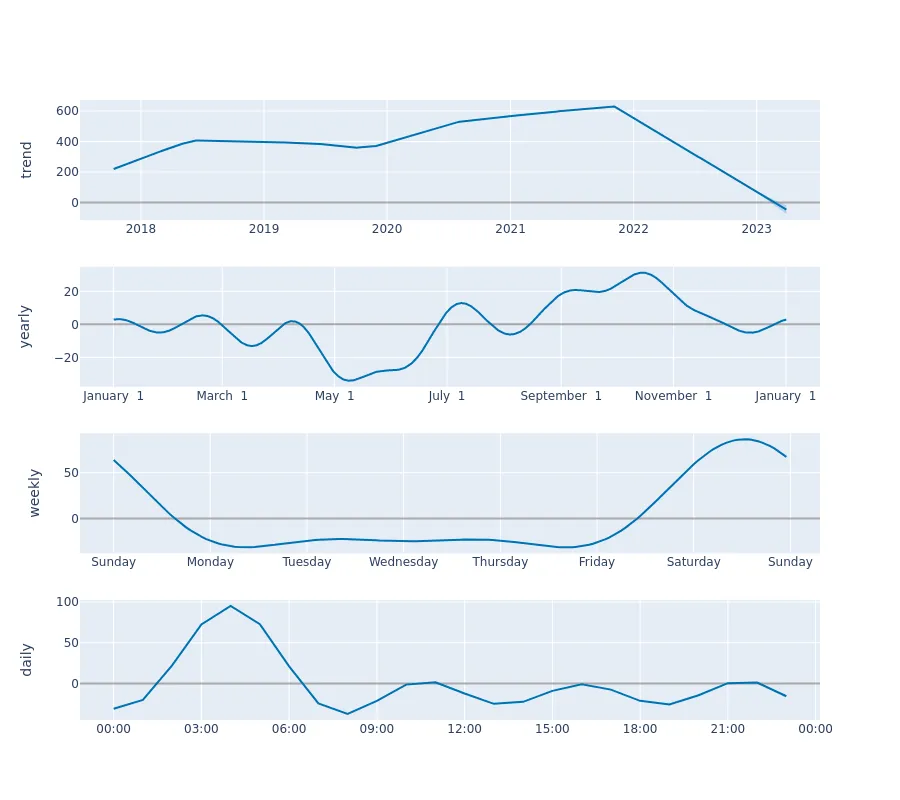 600
400
200
0
trend
2018 2019 2020 2021 2022 2023
20
0
−20
yearly
January 1 March 1 May 1 July 1 September 1 November 1 January 1
50
0
weekly
Sunday Monday Tuesday Wednesday Thursday Friday Saturday Sunday
100
50
0
daily
00:00 03:00 06:00 09:00 12:00 15:00 18:00 21:00 00:00